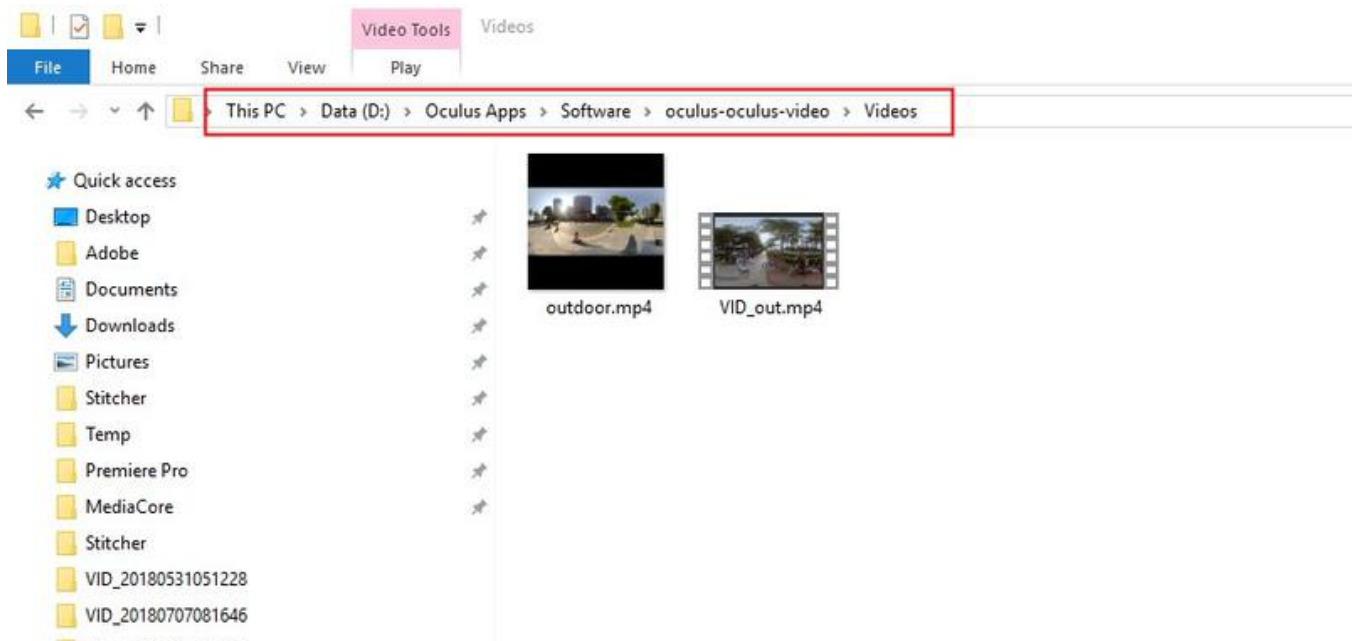 Video Tools Videos
File Home Share View Play
This PC > Data (D:) > Oculus Apps > Software > oculus-oculus-video > Videos
Quick access
Desktop
Adobe
Documents
Downloads
Pictures
Stitcher
Temp
Premiere Pro
MediaCore
Stitcher
VID_20180531051228
VID_20180707081646
outdoor.mp4 VID_out.mp4